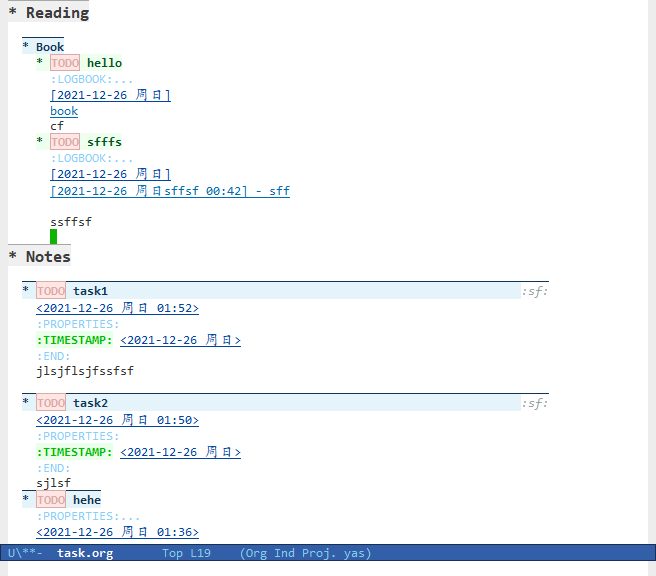 * Reading
* Book
* TODO hello
:LOGBOOK:...
[2021-12-26 周日]
book
cf
* TODO sfffs
:LOGBOOK:...
[2021-12-26 周日]
[2021-12-26 周日sffsf 00:42] - sff
ssffsf
* Notes
* TODO task1 :sf:
<2021-12-26 周日 01:52>
:PROPERTIES:
:TIMESTAMP: <2021-12-26 周日>
:END:
jlsjflsjfssfsf
* TODO task2 :sf:
<2021-12-26 周日 01:50>
:PROPERTIES:
:TIMESTAMP: <2021-12-26 周日>
:END:
sjlsf
* TODO hehe
:PROPERTIES:...
<2021-12-26 周日 01:36>
U\**- task.org Top L19 (Org Ind Proj. yas)